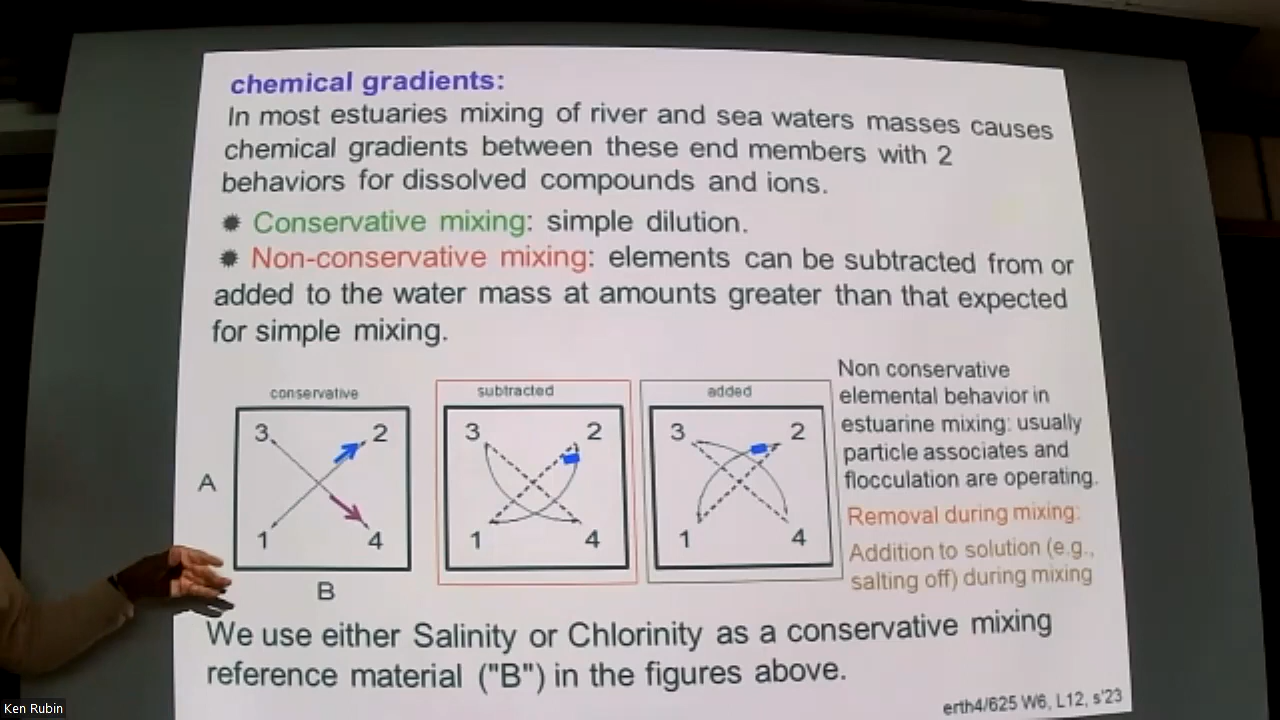 chemical gradients:
In most estuaries mixing of river and sea waters masses causes
chemical gradients between these end members with 2
behaviors for dissolved compounds and ions.
Conservative mixing: simple dilution.
Non-conservative mixing: elements can be subtracted from or
added to the water mass at amounts greater than that expected
for simple mixing.
conservative
3
2
A
1
4
B
subtracted
3
2
1
4
added
3
2
1
4
Non conservative
elemental behavior in
estuarine mixing: usually
particle associates and
flocculation are operating.
Removal during mixing:
Addition to solution (e.g.,
salting off) during mixing
We use either Salinity or Chlorinity as a conservative mixing
reference material ("B") in the figures above.
erth4/625 W6, L12, s'23
Ken Rubin